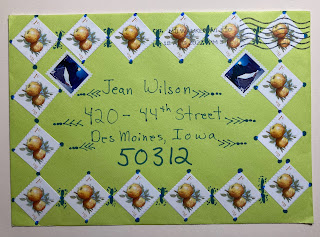 Jean Wilson
420 - 44th Street
Des Moines, Iowa
50312